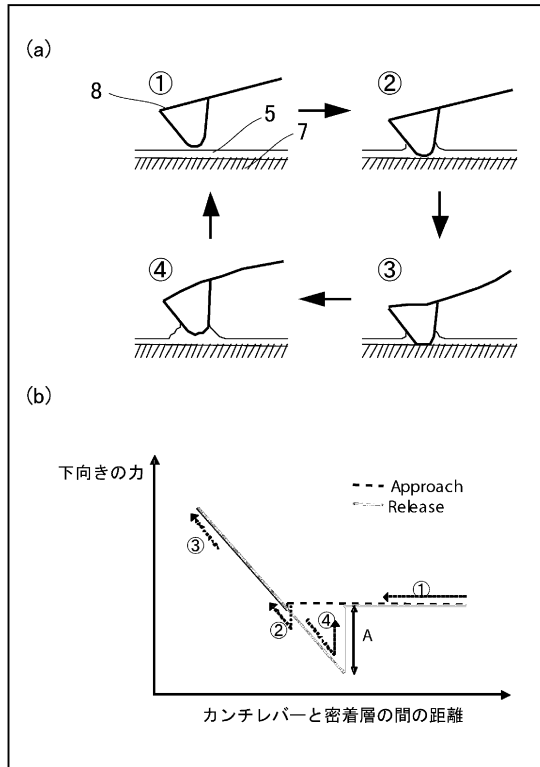 (a)
①
②
8
5
7
④
③
(b)
下向きの力
Approach
Release
③
①
②
④
A
カンチレバーと密着層の間の距離